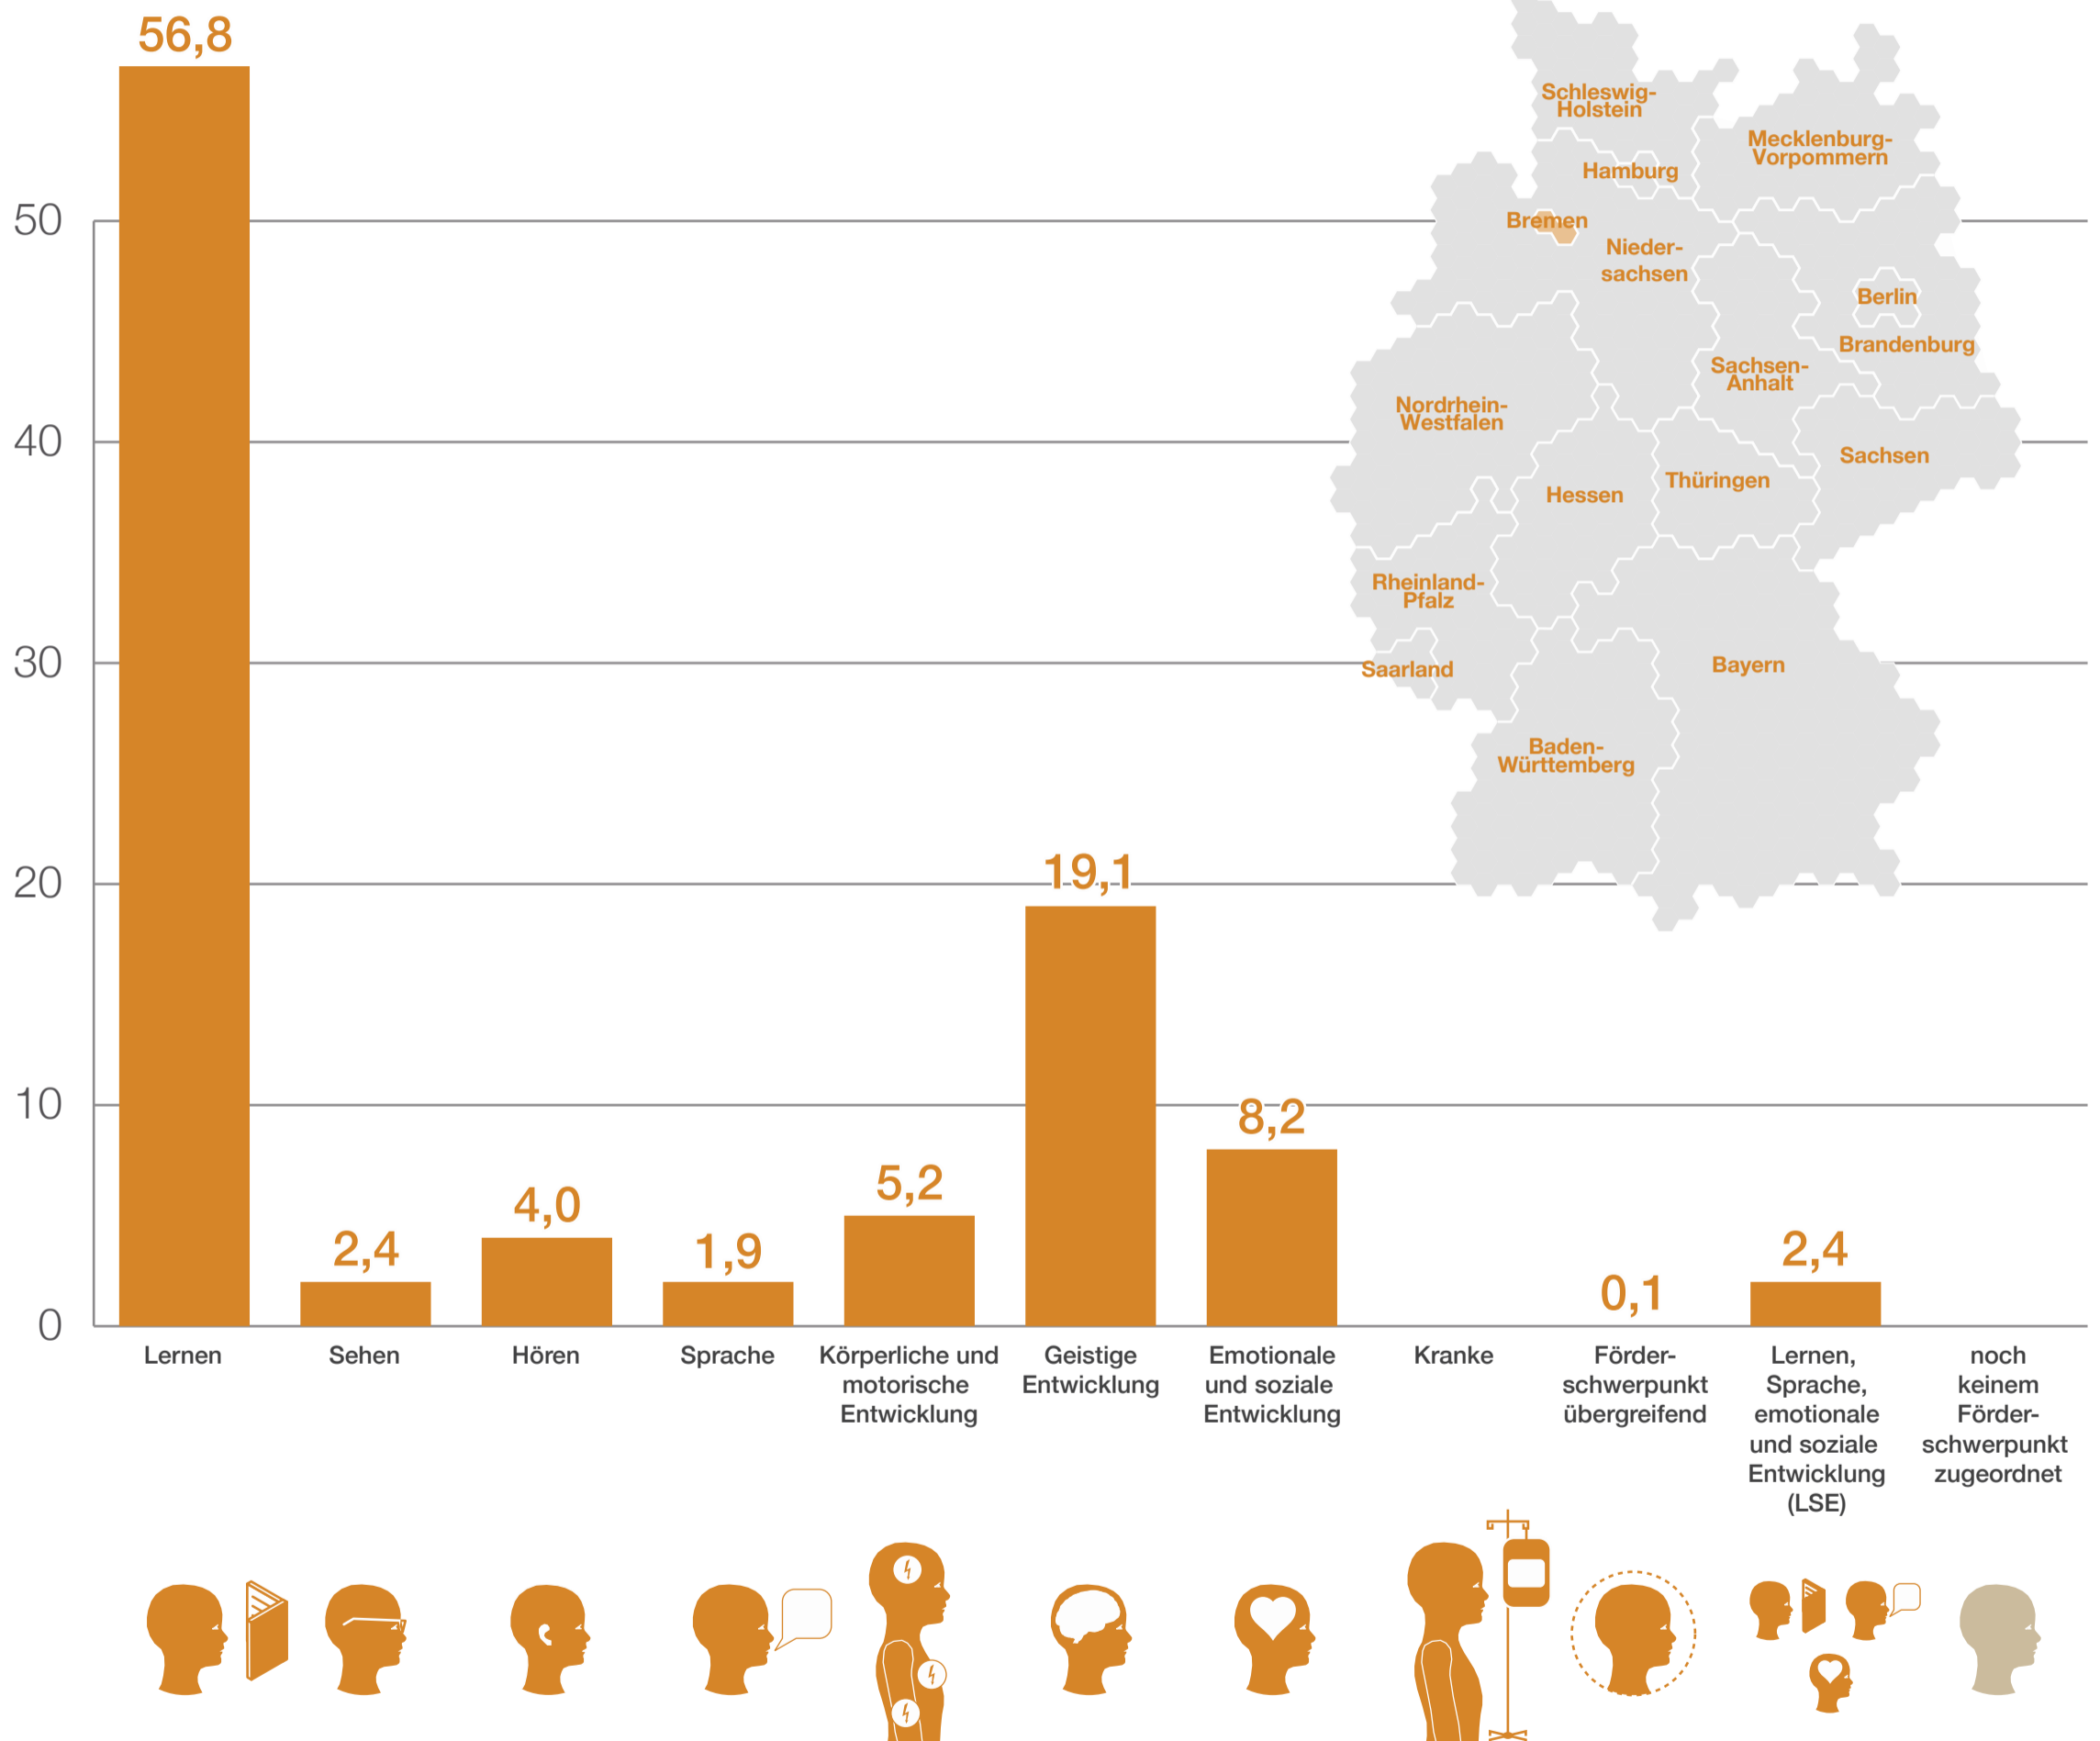 56,8
50
40
30
20
10
0
2,4
4,0
1,9
5,2
19,1
8,2
0,1
2,4
Lernen
Sehen
Hören
Sprache
Körperliche und
motorische
Entwicklung
Geistige
Entwicklung
Emotionale
und soziale
Entwicklung
Kranke
Förder-
schwerpunkt
übergreifend
Lernen,
Sprache,
emotionale
und soziale
Entwicklung
(LSE)
noch
keinem
Förder-
schwerpunkt
zugeordnet
Schleswig-
Holstein
Mecklenburg-
Vorpommern
Hamburg
Bremen
Nieder-
sachsen
Berlin
Brandenburg
Sachsen-
Anhalt
Nordrhein-
Westfalen
Sachsen
Thüringen
Hessen
Rheinland-
Pfalz
Saarland
Bayern
Baden-
Württemberg